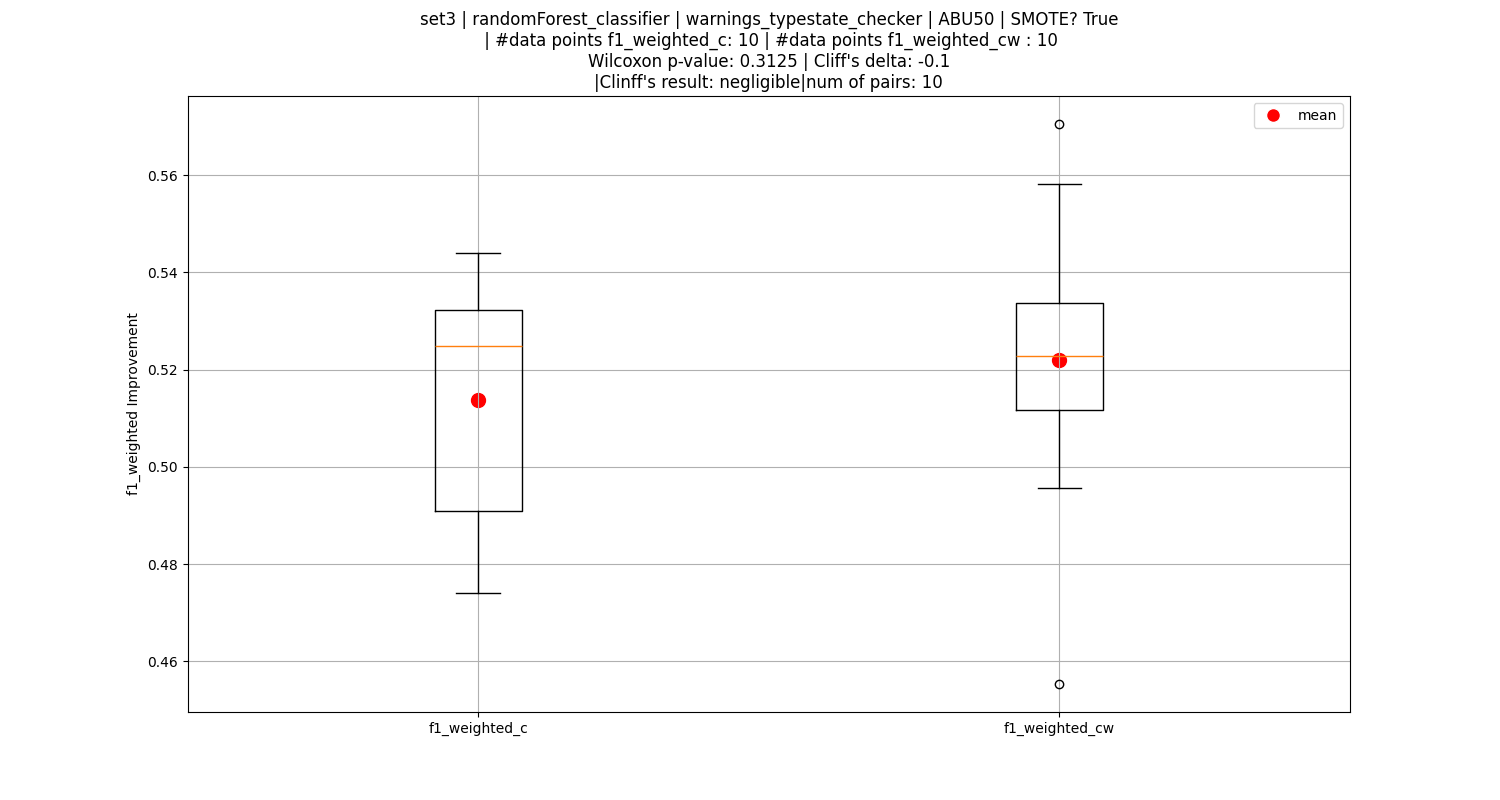 set3 | randomForest_classifier | warnings_typestate_checker | ABU50 | SMOTE? True
| #data points f1_weighted_c: 10 | #data points f1_weighted_cw : 10
Wilcoxon p-value: 0.3125 | Cliff's delta: -0.1
|Clinff's result: negligible|num of pairs: 10
mean
0.56
0.54
0.52
0.50
0.48
0.46
f1_weighted Improvement
f1_weighted_c
f1_weighted_cw